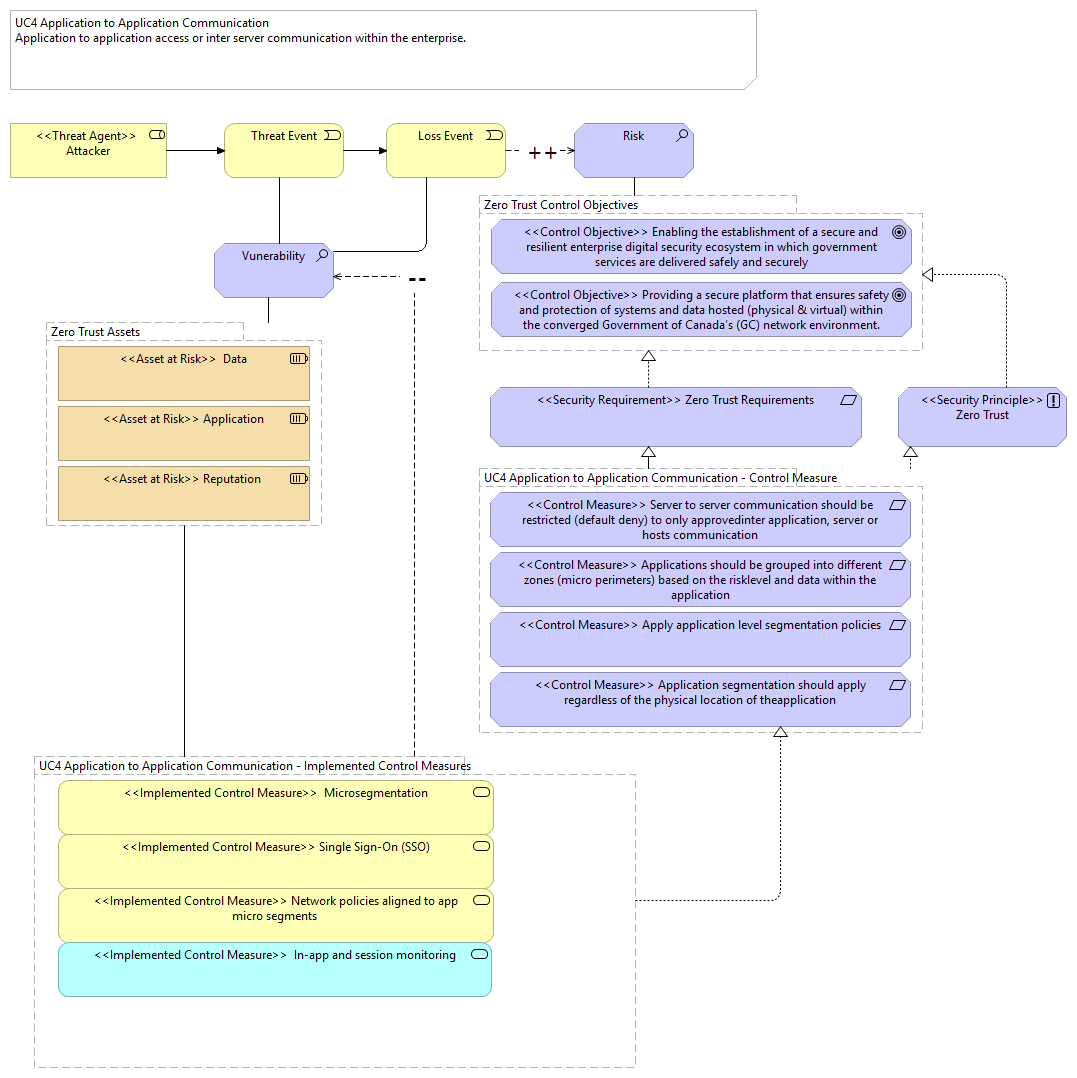 UC4 Application to Application Communication
Application to application access or inter server communication within the enterprise.
<<Threat Agent>>
Attacker
Threat Event
Loss Event
++
Risk
Zero Trust Control Objectives
<<Control Objective>> Enabling the establishment of a secure and
resilient enterprise digital security ecosystem in which government
services are delivered safely and securely
<<Control Objective>> Providing a secure platform that ensures safety
and protection of systems and data hosted (physical & virtual) within
the converged Government of Canada's (GC) network environment.
Vunerability
--
Zero Trust Assets
<<Asset at Risk>> Data
<<Asset at Risk>> Application
<<Asset at Risk>> Reputation
<<Security Requirement>> Zero Trust Requirements
<<Security Principle>>
Zero Trust
UC4 Application to Application Communication - Control Measure
<<Control Measure>> Server to server communication should be
restricted (default deny) to only approvedinter application, server or
hosts communication
<<Control Measure>> Applications should be grouped into different
zones (micro perimeters) based on the risklevel and data within the
application
<<Control Measure>> Apply application level segmentation policies
<<Control Measure>> Application segmentation should apply
regardless of the physical location of theapplication
UC4 Application to Application Communication - Implemented Control Measures
<<Implemented Control Measure>> Microsegmentation
<<Implemented Control Measure>> Single Sign-On (SSO)
<<Implemented Control Measure>> Network policies aligned to app
micro segments
<<Implemented Control Measure>> In-app and session monitoring